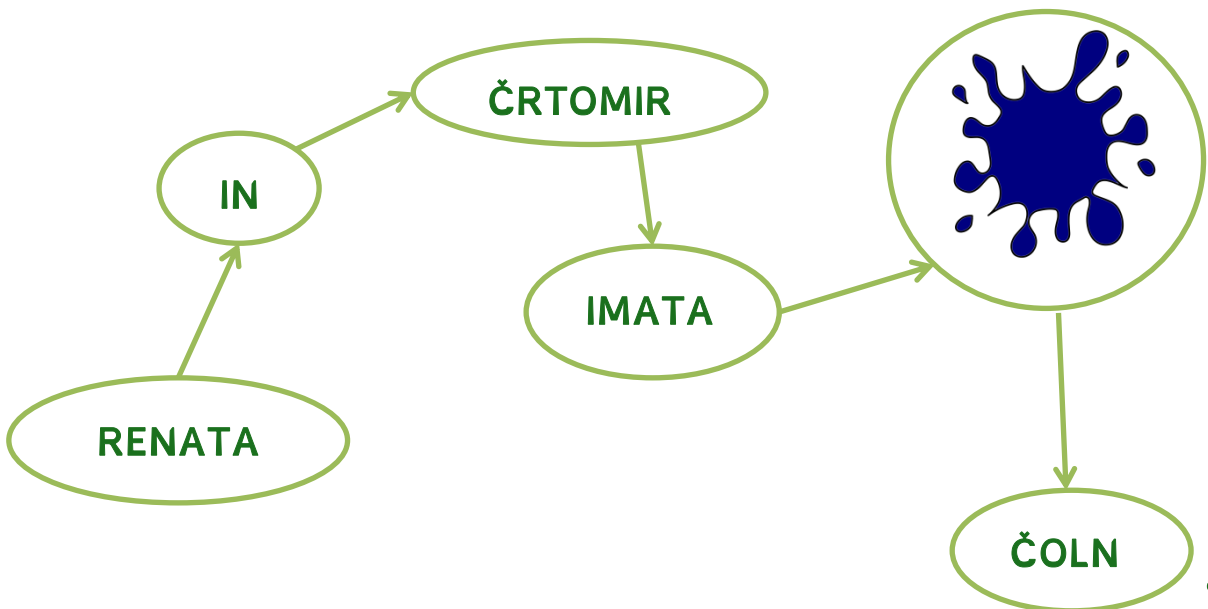 RENATA
IN
ČRTOMIR
IMATA
ČOLN